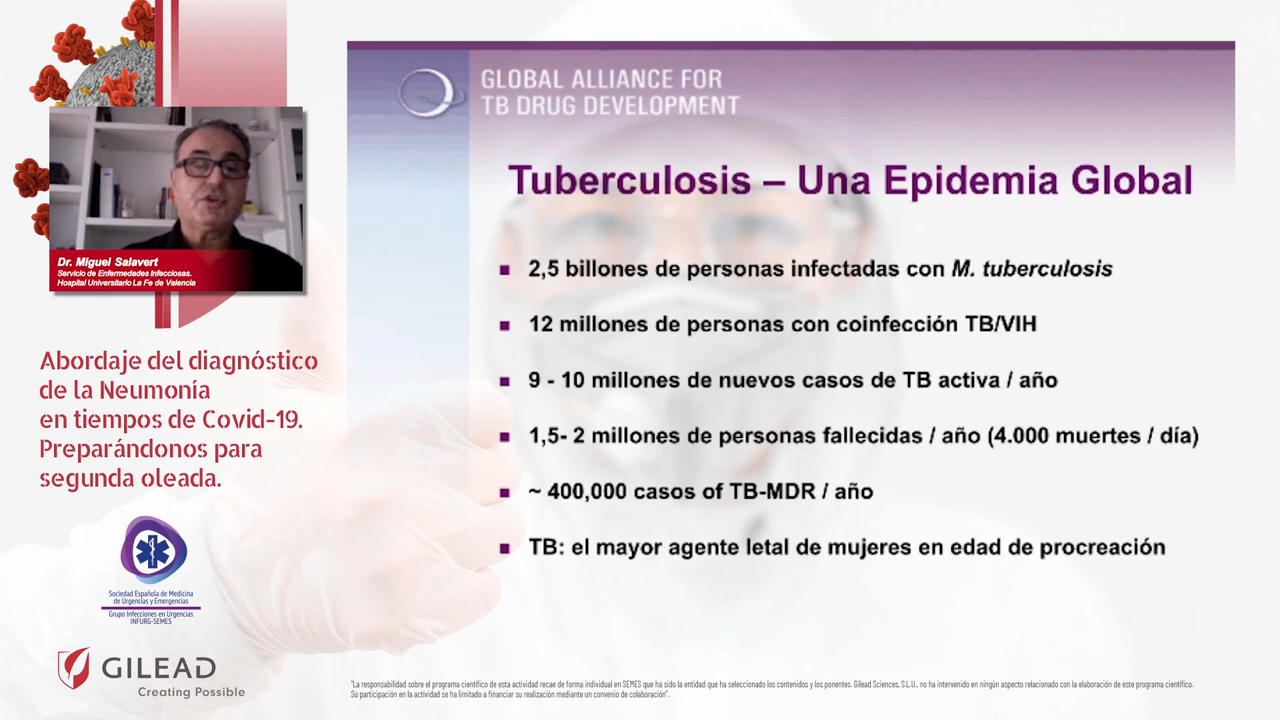 GLOBAL ALLIANCE FOR
TB DRUG DEVELOPMENT
Tuberculosis – Una Epidemia Global
2,5 billones de personas infectadas con M. tuberculosis
12 millones de personas con coinfección TB/VIH
9 - 10 millones de nuevos casos de TB activa / año
1,5- 2 millones de personas fallecidas / año (4.000 muertes / día)
~ 400,000 casos of TB-MDR / año
TB: el mayor agente letal de mujeres en edad de procreación
Dr. Miguel Salavert
Servicio de Enfermedades Infecciosas.
Hospital Universitario La Fe de Valencia
Abordaje del diagnóstico
de la Neumonía
en tiempos de Covid-19.
Preparándonos para
segunda oleada.
Sociedad Española de Medicina
de Urgencias y Emergencias
Grupo Infecciones en Urgencias
INFURG-SEMES
GILEAD
Creating Possible
"La responsabilidad sobre el programa científico de esta actividad recae de forma individual en SEMES que ha sido la entidad que ha seleccionado los contenidos y los ponentes. Gilead Sciences, S.L.U., no ha intervenido en ningún aspecto relacionado con la elaboración de este programa científico.
Su participación en la actividad se ha limitado a financiar su realización mediante un convenio de colaboración".